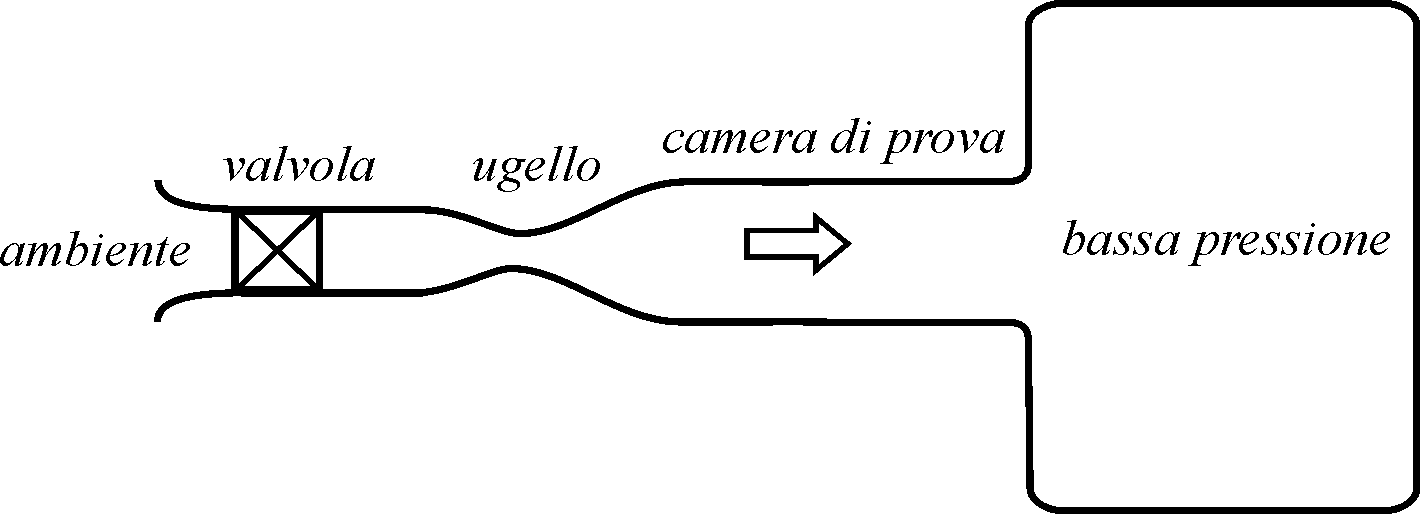 valvola
ugello
camera di prova
ambiente
bassa pressione